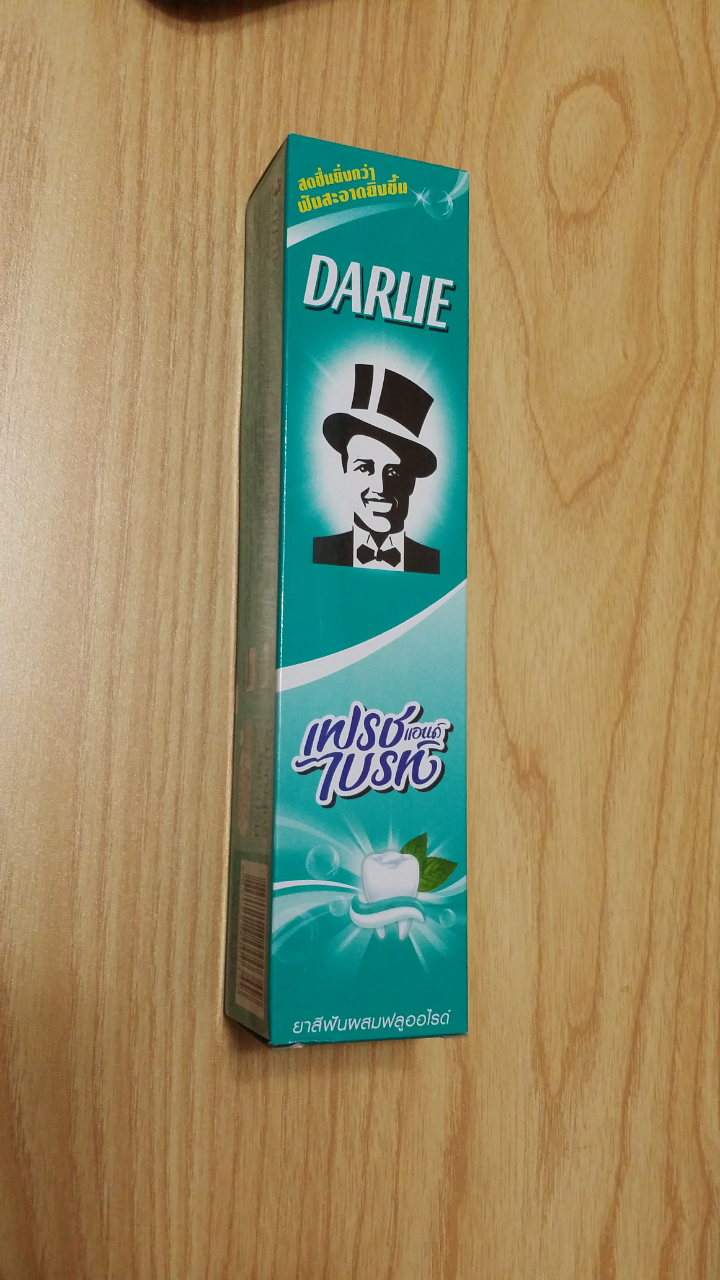 สดชื่นยิ่งกว่า
ฟันสะอาดยิ่งขึ้น
DARLIE
เฟรช แอนด์
ไบรท์
ยาสีฟันผสมฟลูออไรด์